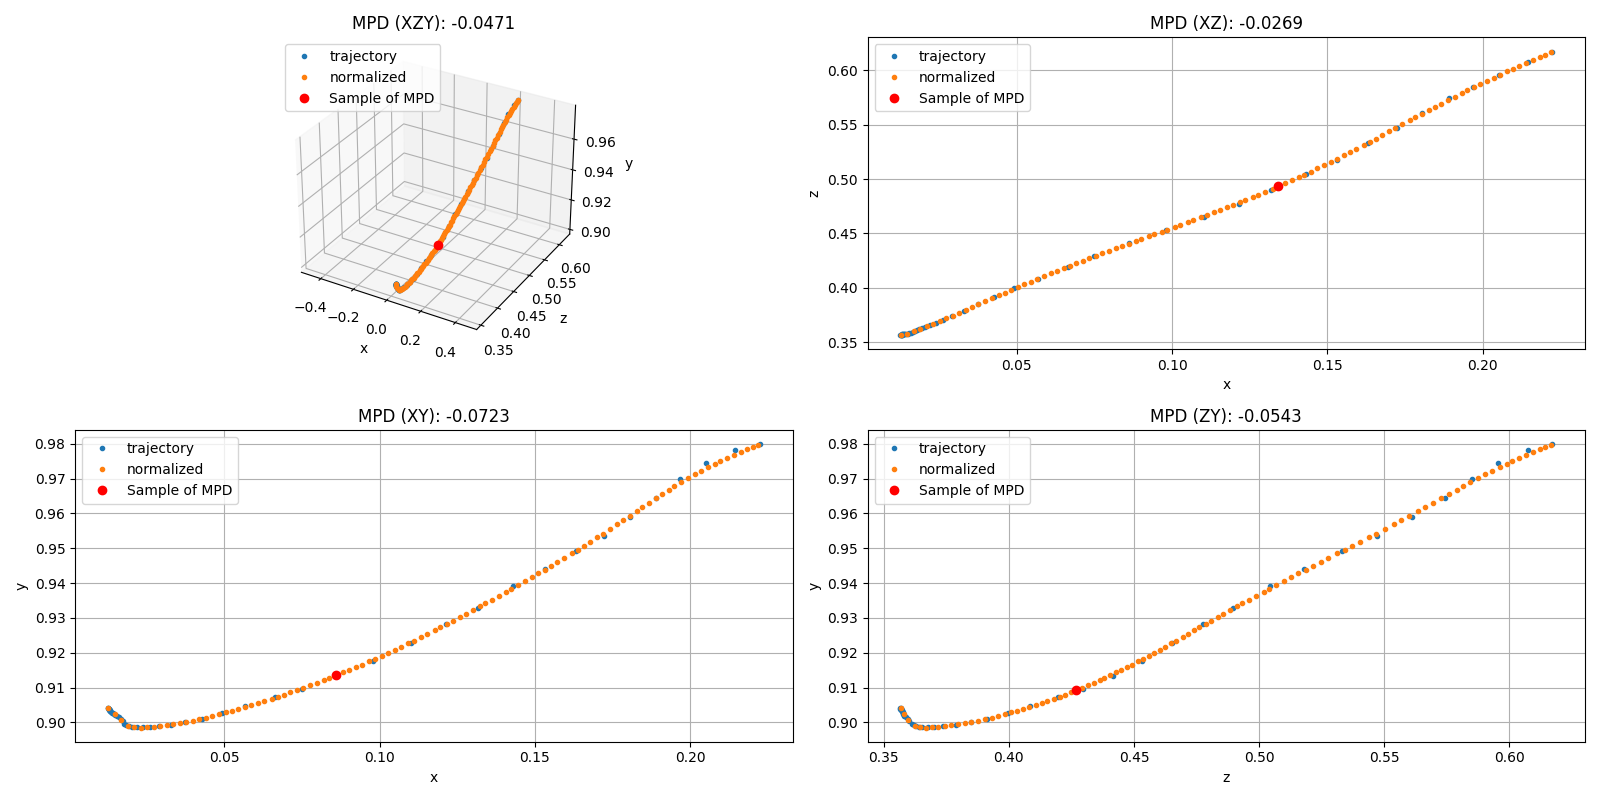 MPD (XZY): -0.0471
trajectory
normalized
Sample of MPD
0.96
0.94
0.92
0.90
y
−0.4
−0.2
0.0
0.2
0.4
x
0.35
0.40
0.45
0.50
0.55
0.60
z
MPD (XZ): -0.0269
trajectory
normalized
Sample of MPD
0.60
0.55
0.50
0.45
0.40
0.35
z
0.05 0.10 0.15 0.20
x
MPD (XY): -0.0723
trajectory
normalized
Sample of MPD
0.98
0.97
0.96
0.95
0.94
0.93
0.92
0.91
0.90
y
0.05 0.10 0.15 0.20
x
MPD (ZY): -0.0543
trajectory
normalized
Sample of MPD
0.98
0.97
0.96
0.95
0.94
0.93
0.92
0.91
0.90
y
0.35 0.40 0.45 0.50 0.55 0.60
z